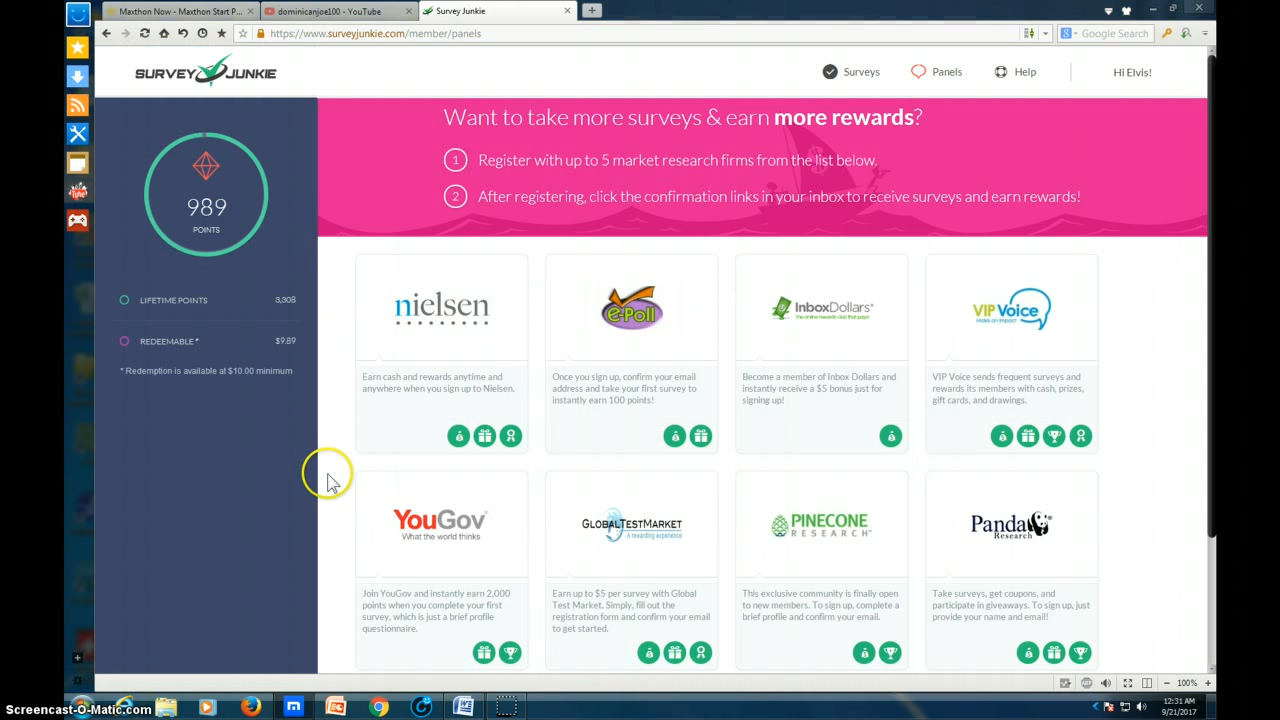 Maxthon Now - Maxthon Start P...
dominicanjoe100 - YouTube
Survey Junkie
https://www.surveyjunkie.com/member/panels
Google Search
SURVEY JUNKIE
Surveys
Panels
Help
Hi Elvis!
989
POINTS
LIFETIME POINTS 3,308
REDEEMABLE * $9.89
* Redemption is available at $10.00 minimum
Want to take more surveys & earn more rewards?
1 Register with up to 5 market research firms from the list below.
2 After registering, click the confirmation links in your inbox to receive surveys and earn rewards!
nielsen
Earn cash and rewards anytime and
anywhere when you sign up to Nielsen.
e-Poll
Once you sign up, confirm your email
address and take your first survey to
instantly earn 100 points!
InboxDollars
The online rewards club that pays!
Become a member of Inbox Dollars and
instantly receive a $5 bonus just for
signing up!
VIP Voice
Make an impact
VIP Voice sends frequent surveys and
rewards its members with cash, prizes,
gift cards, and drawings.
YouGov
What the world thinks
Join YouGov and instantly earn 2,000
points when you complete your first
survey, which is just a brief profile
questionnaire.
GLOBALTESTMARKET
A rewarding experience
Earn up to $5 per survey with Global
Test Market. Simply, fill out the
registration form and confirm your email
to get started.
PINECONE
RESEARCH
This exclusive community is finally open
to new members. To sign up, complete a
brief profile and confirm your email.
Panda
Research
Take surveys, get coupons, and
participate in giveaways. To sign up, just
provide your name and email!
100%
12:31 AM
9/21/2017
Screencast-O-Matic.com